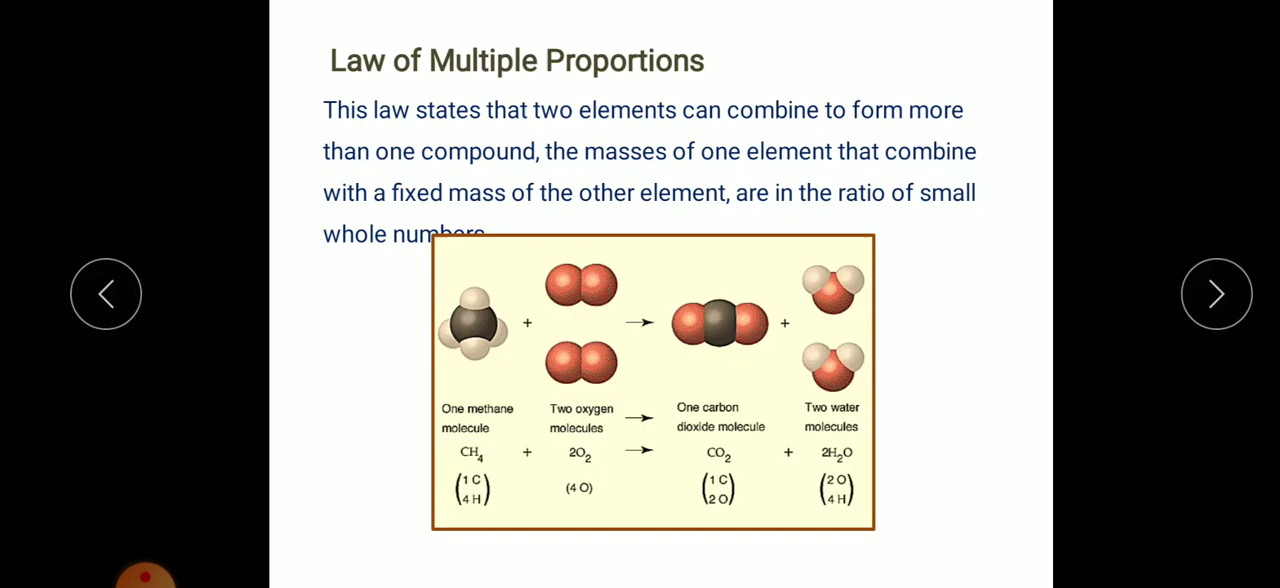 Law of Multiple Proportions
This law states that two elements can combine to form more
than one compound, the masses of one element that combine
with a fixed mass of the other element, are in the ratio of small
whole numbers
+ → +
One methane molecule Two oxygen molecules → One carbon dioxide molecule Two water molecules
CH₄ + 2O₂ → CO₂ + 2H₂O
(1 C 4 H) (4 O) (1 C 2 O) (2 O 4 H)